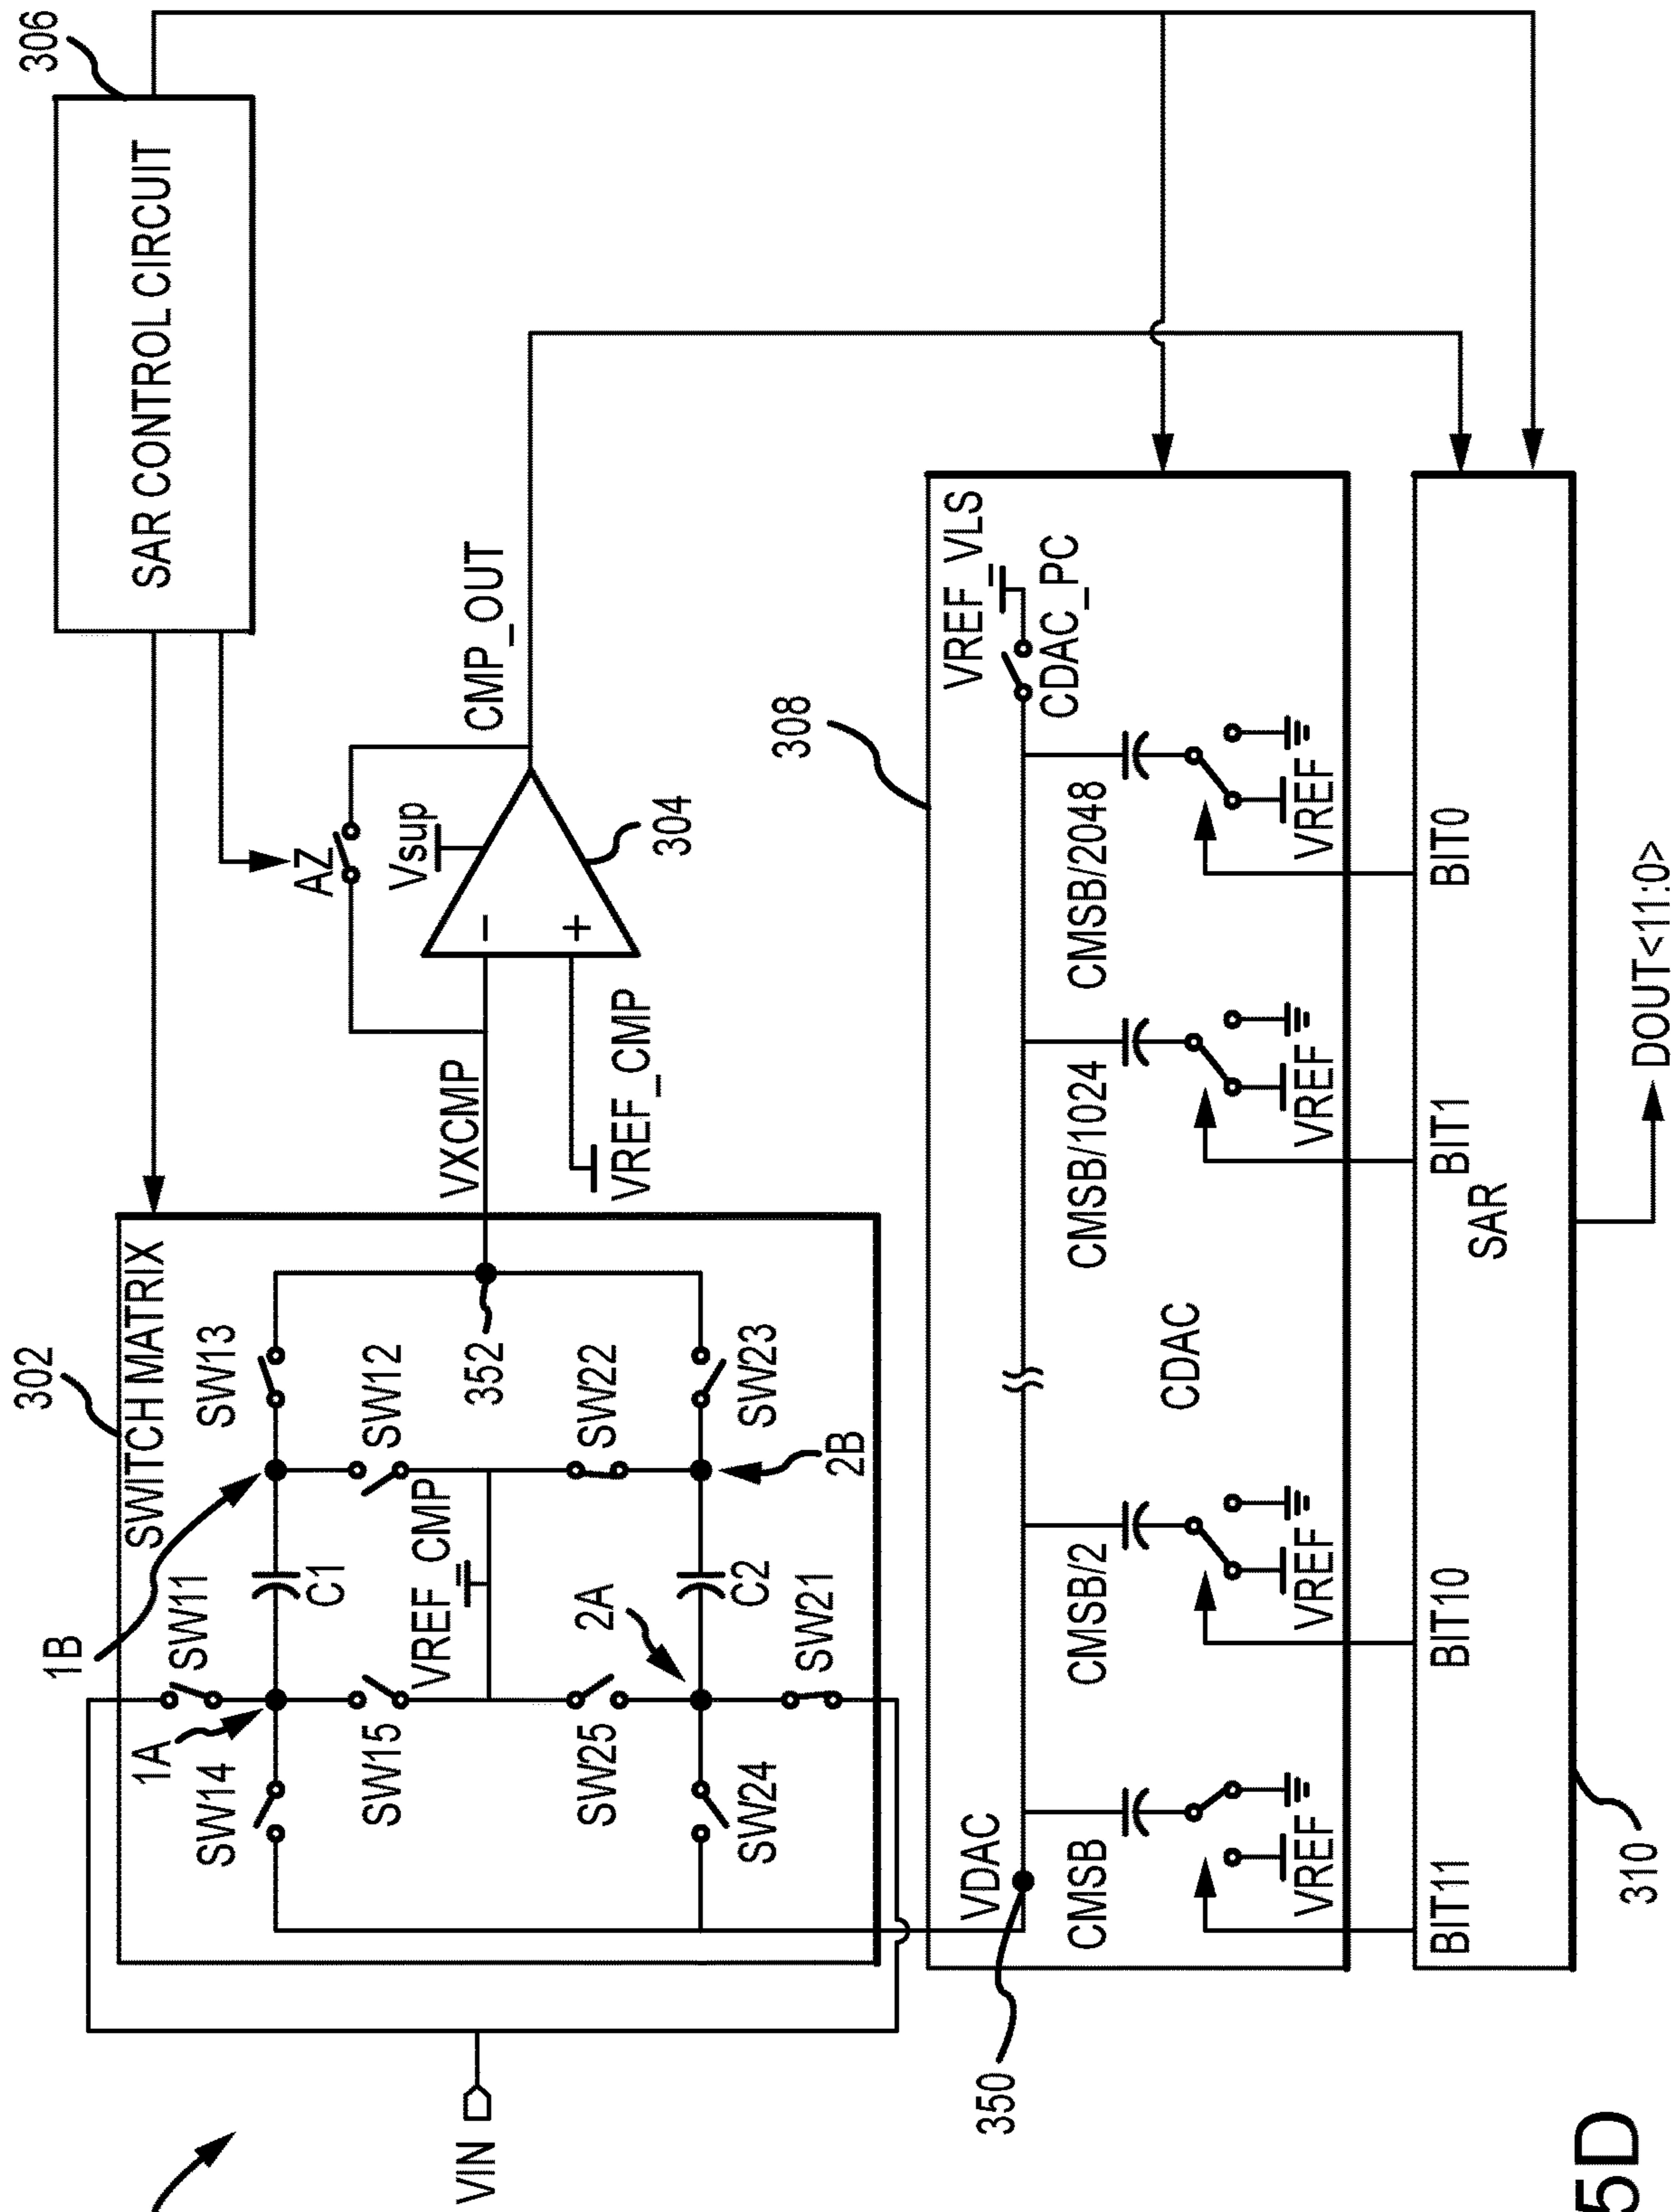 306
SAR CONTROL CIRCUIT
302
SWITCH MATRIX
1B
SW11
SW13
1A
C1
SW14
SW12
SW15
VREF_CMP
352
SW25
2A
SW22
SW24
C2
SW21
2B
SW23
VIN
VXCMP
VREF_CMP
AZ
Vsup
−
+
304
CMP_OUT
308
350
VDAC
VREF_VLS
CDAC_PC
CMSB
CMSB/2
CMSB/1024
CMSB/2048
CDAC
VREF
VREF
VREF
VREF
BIT11
BIT10
BIT1
BIT0
SAR
310
DOUT<11:0>
5D